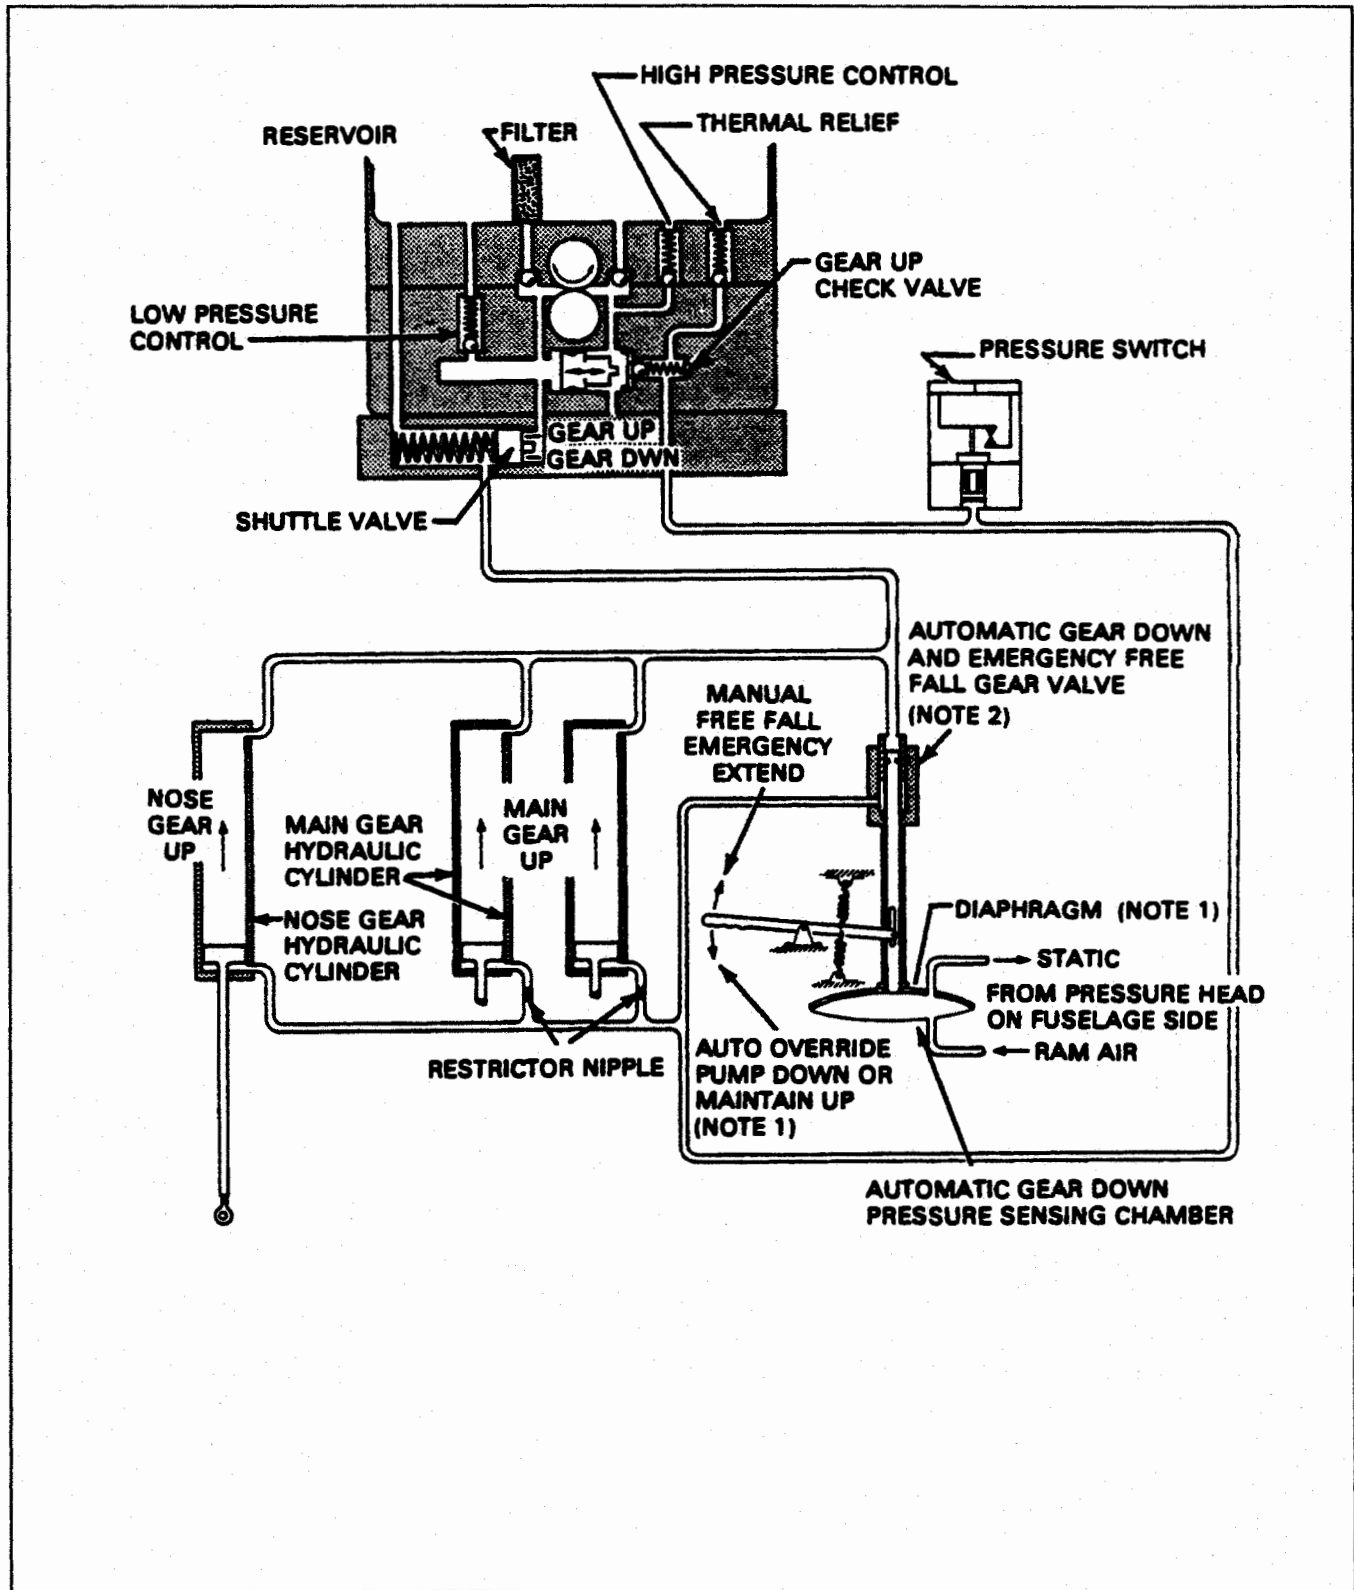 HIGH PRESSURE CONTROL
THERMAL RELIEF
RESERVOIR
FILTER
GEAR UP
CHECK VALVE
LOW PRESSURE
CONTROL
PRESSURE SWITCH
GEAR UP
GEAR DWN
SHUTTLE VALVE
AUTOMATIC GEAR DOWN
AND EMERGENCY FREE
FALL GEAR VALVE
(NOTE 2)
MANUAL
FREE FALL
EMERGENCY
EXTEND
NOSE
GEAR
UP
MAIN GEAR
HYDRAULIC
CYLINDER
MAIN
GEAR
UP
NOSE GEAR
HYDRAULIC
CYLINDER
DIAPHRAGM (NOTE 1)
STATIC
FROM PRESSURE HEAD
ON FUSELAGE SIDE
RAM AIR
RESTRICTOR NIPPLE
AUTO OVERRIDE
PUMP DOWN OR
MAINTAIN UP
(NOTE 1)
AUTOMATIC GEAR DOWN
PRESSURE SENSING CHAMBER